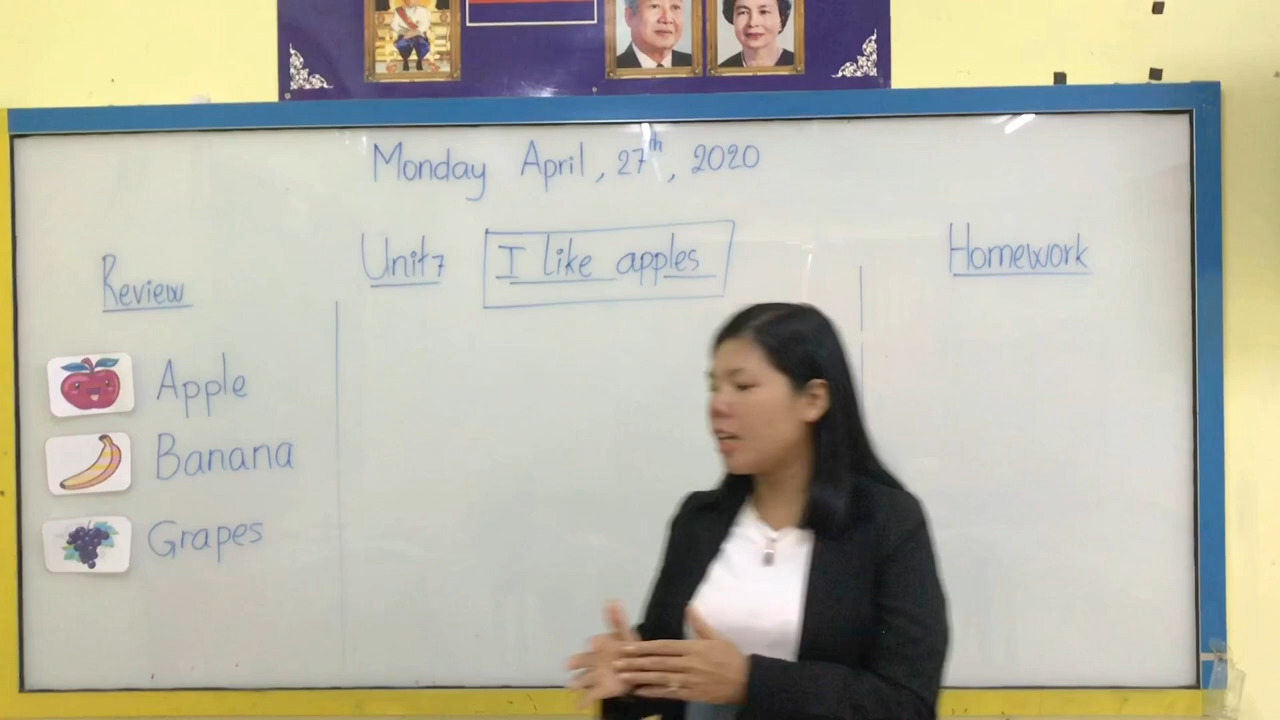 Monday April, 27th, 2020
Unit7 I like apples
Review
Apple
Banana
Grapes
Homework